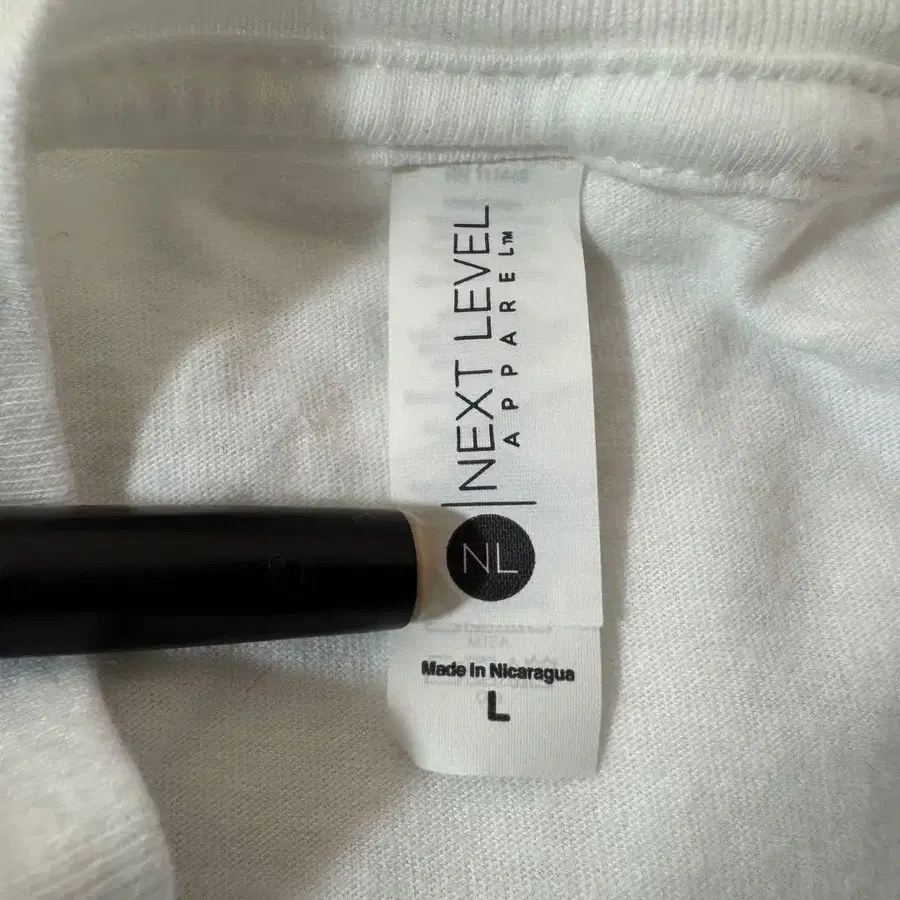 NEXT LEVEL
APPAREL™
NL
Made in Nicaragua
L